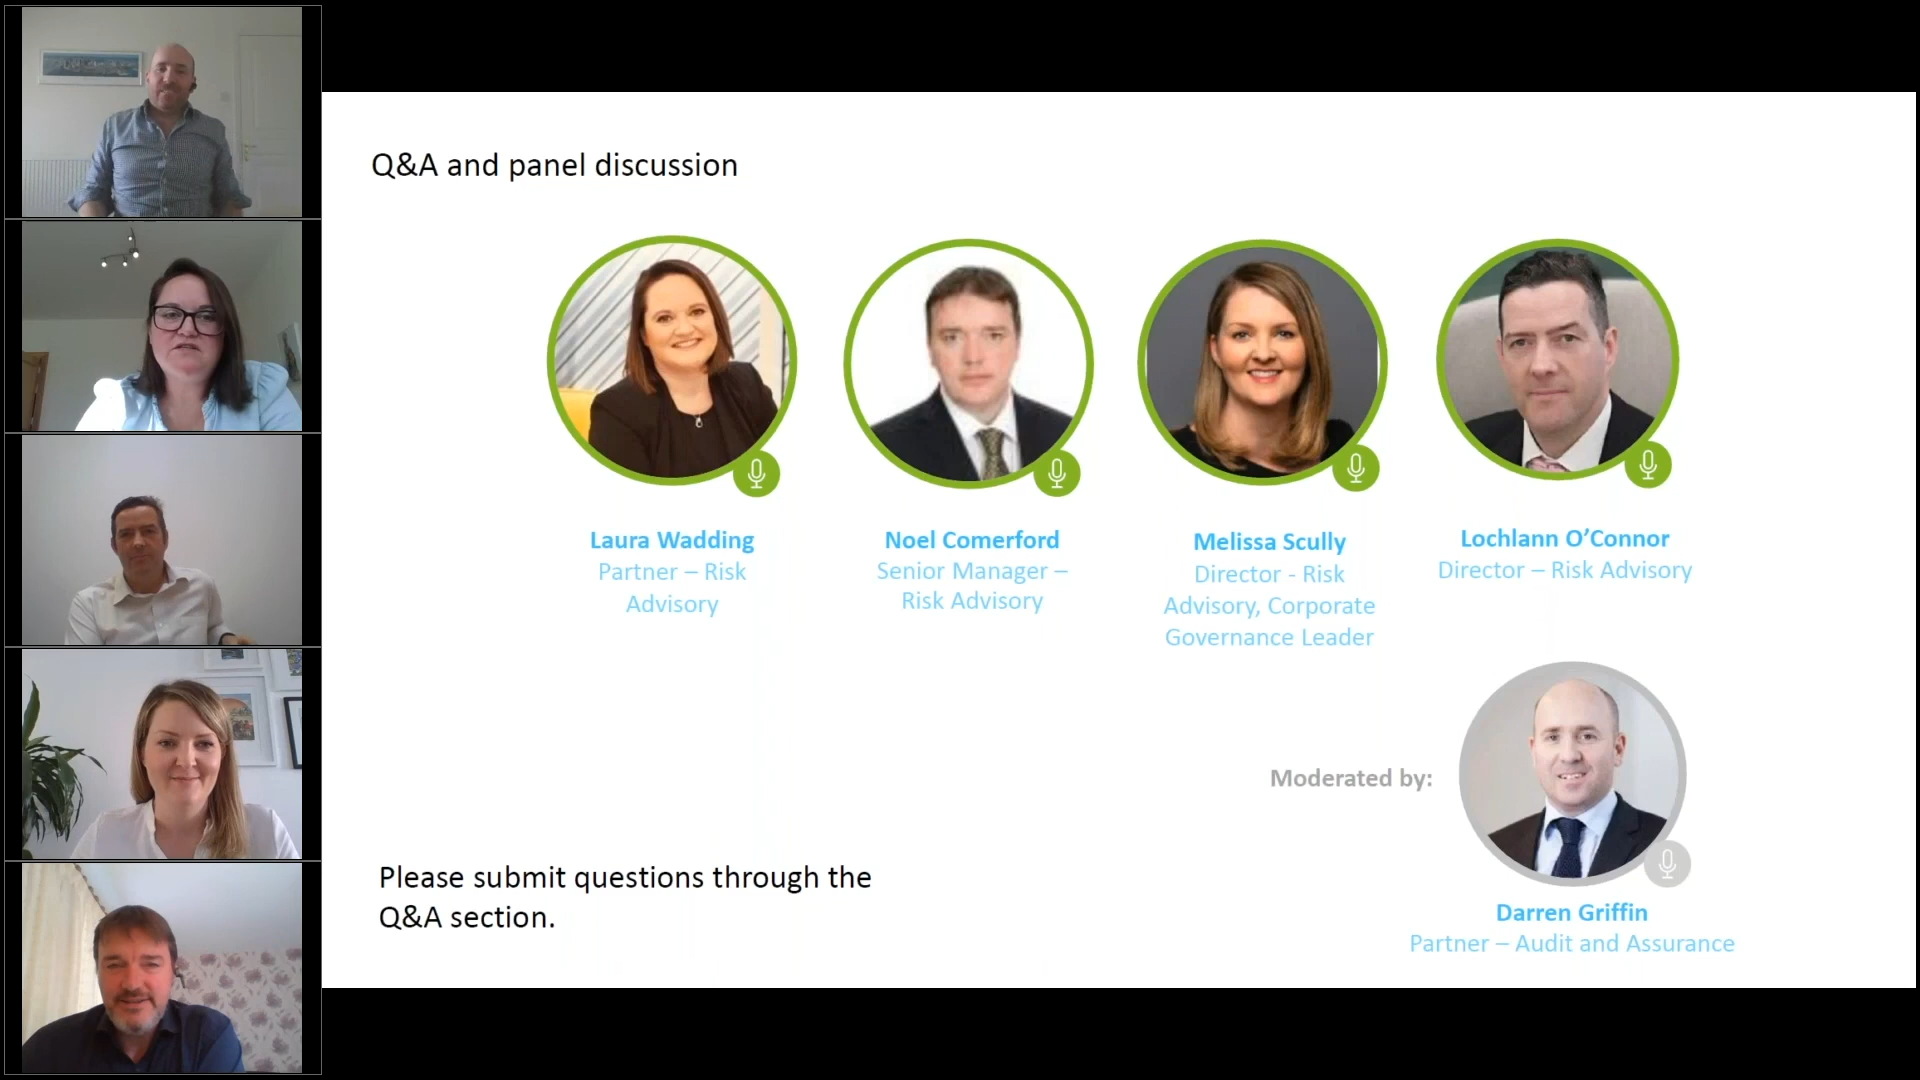 Q&A and panel discussion
Laura Wadding
Partner – Risk
Advisory
Noel Comerford
Senior Manager –
Risk Advisory
Melissa Scully
Director - Risk
Advisory, Corporate
Governance Leader
Lochlann O’Connor
Director – Risk Advisory
Moderated by:
Darren Griffin
Partner – Audit and Assurance
Please submit questions through the
Q&A section.